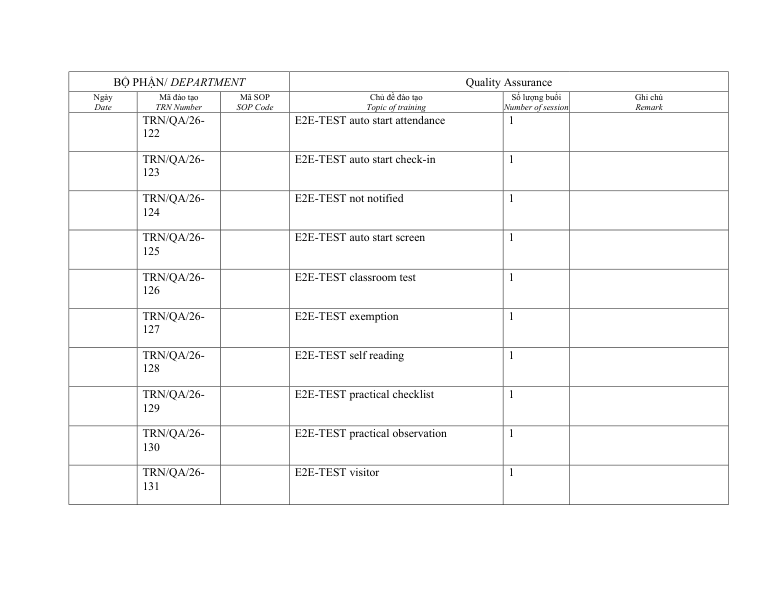 BỘ PHẬN/ DEPARTMENT Quality Assurance
Ngày Mã đào tạo Mã SOP Chủ đề đào tạo Số lượng buổi Ghi chú
Date TRN Number SOP Code Topic of training Number of session Remark
TRN/QA/26- E2E-TEST auto start attendance 1
122
TRN/QA/26- E2E-TEST auto start check-in 1
123
TRN/QA/26- E2E-TEST not notified 1
124
TRN/QA/26- E2E-TEST auto start screen 1
125
TRN/QA/26- E2E-TEST classroom test 1
126
TRN/QA/26- E2E-TEST exemption 1
127
TRN/QA/26- E2E-TEST self reading 1
128
TRN/QA/26- E2E-TEST practical checklist 1
129
TRN/QA/26- E2E-TEST practical observation 1
130
TRN/QA/26- E2E-TEST visitor 1
131